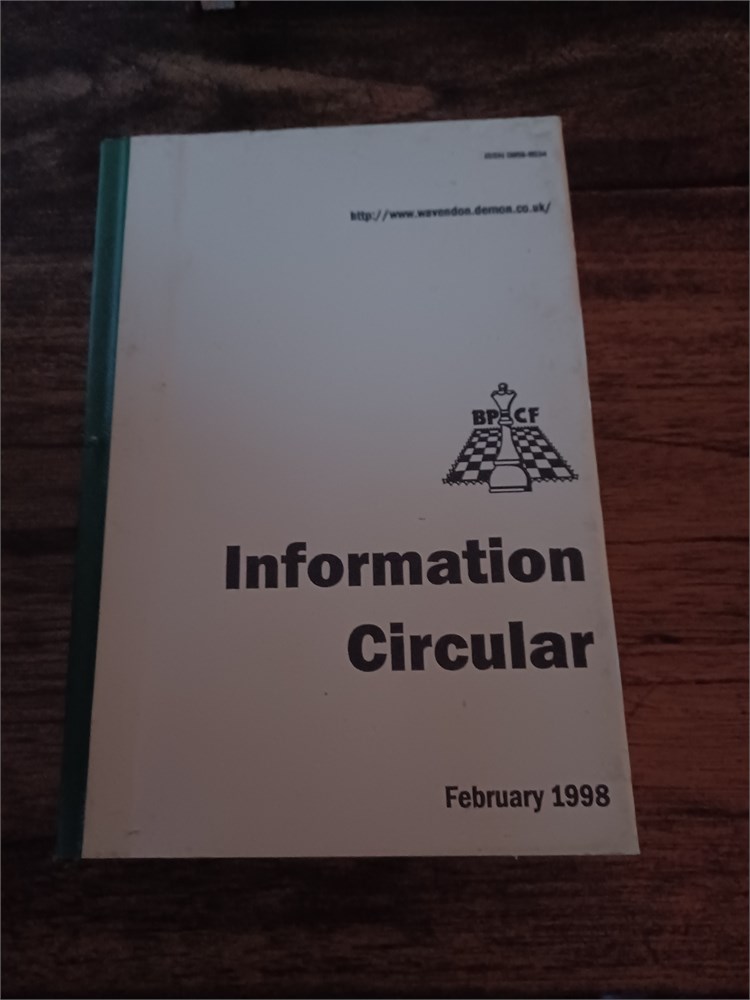 http://www.wavendon.demon.co.uk/
BPCF
Information
Circular
February 1998